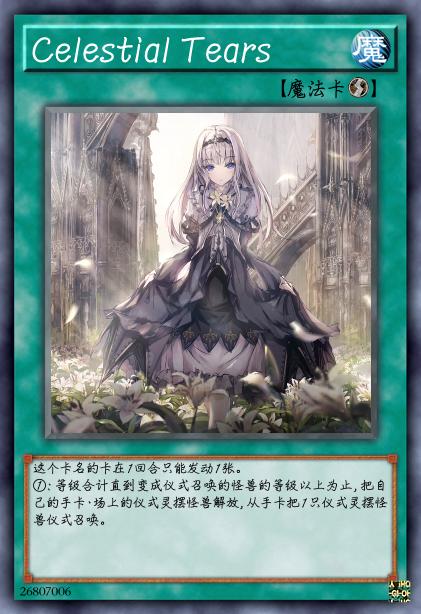 Celestial Tears
魔
【魔法卡】
这个卡名的卡在1回合只能发动1张。
①:等级合计直到变成仪式召唤的怪兽的等级以上为止,把自
己的手卡·场上的仪式灵摆怪兽解放,从手卡把1只仪式灵摆怪
兽仪式召唤。
26807006